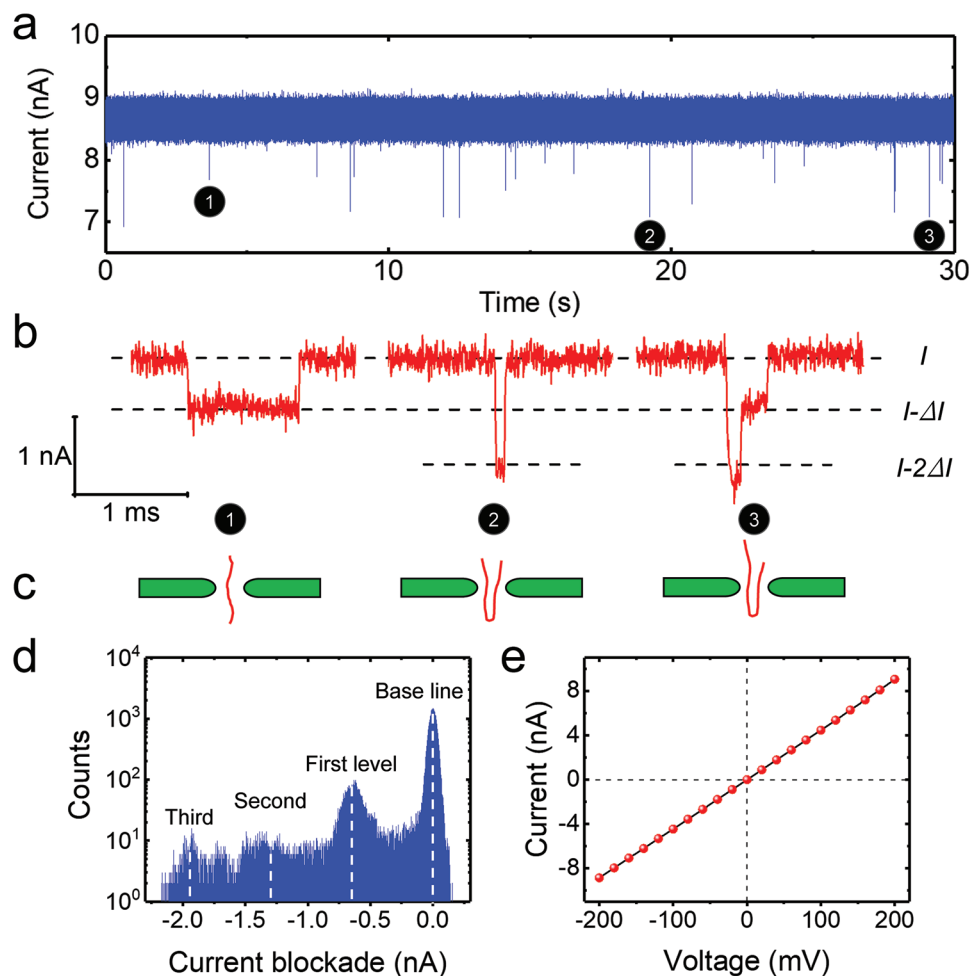 a
Current (nA)
10
9
8
7
1
2
3
0
10
20
30
Time (s)
b
I
I-ΔI
I-2ΔI
1 nA
1 ms
1
2
3
c
d
Counts
10⁴
10³
10²
10¹
10⁰
Base line
First level
Second
Third
-2.0
-1.5
-1.0
-0.5
0.0
Current blockade (nA)
e
Current (nA)
8
4
0
-4
-8
-200
-100
0
100
200
Voltage (mV)